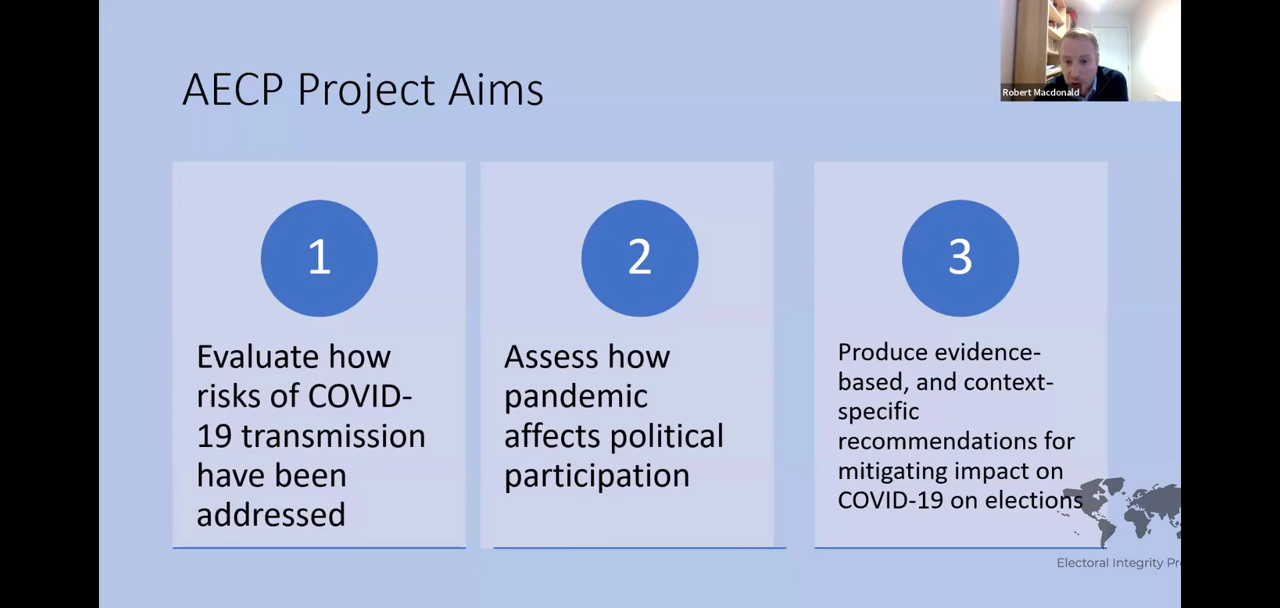 AECP Project Aims
Robert Macdonald
1
Evaluate how
risks of COVID-
19 transmission
have been
addressed
2
Assess how
pandemic
affects political
participation
3
Produce evidence-
based, and context-
specific
recommendations for
mitigating impact on
COVID-19 on elections
Electoral Integrity Pr